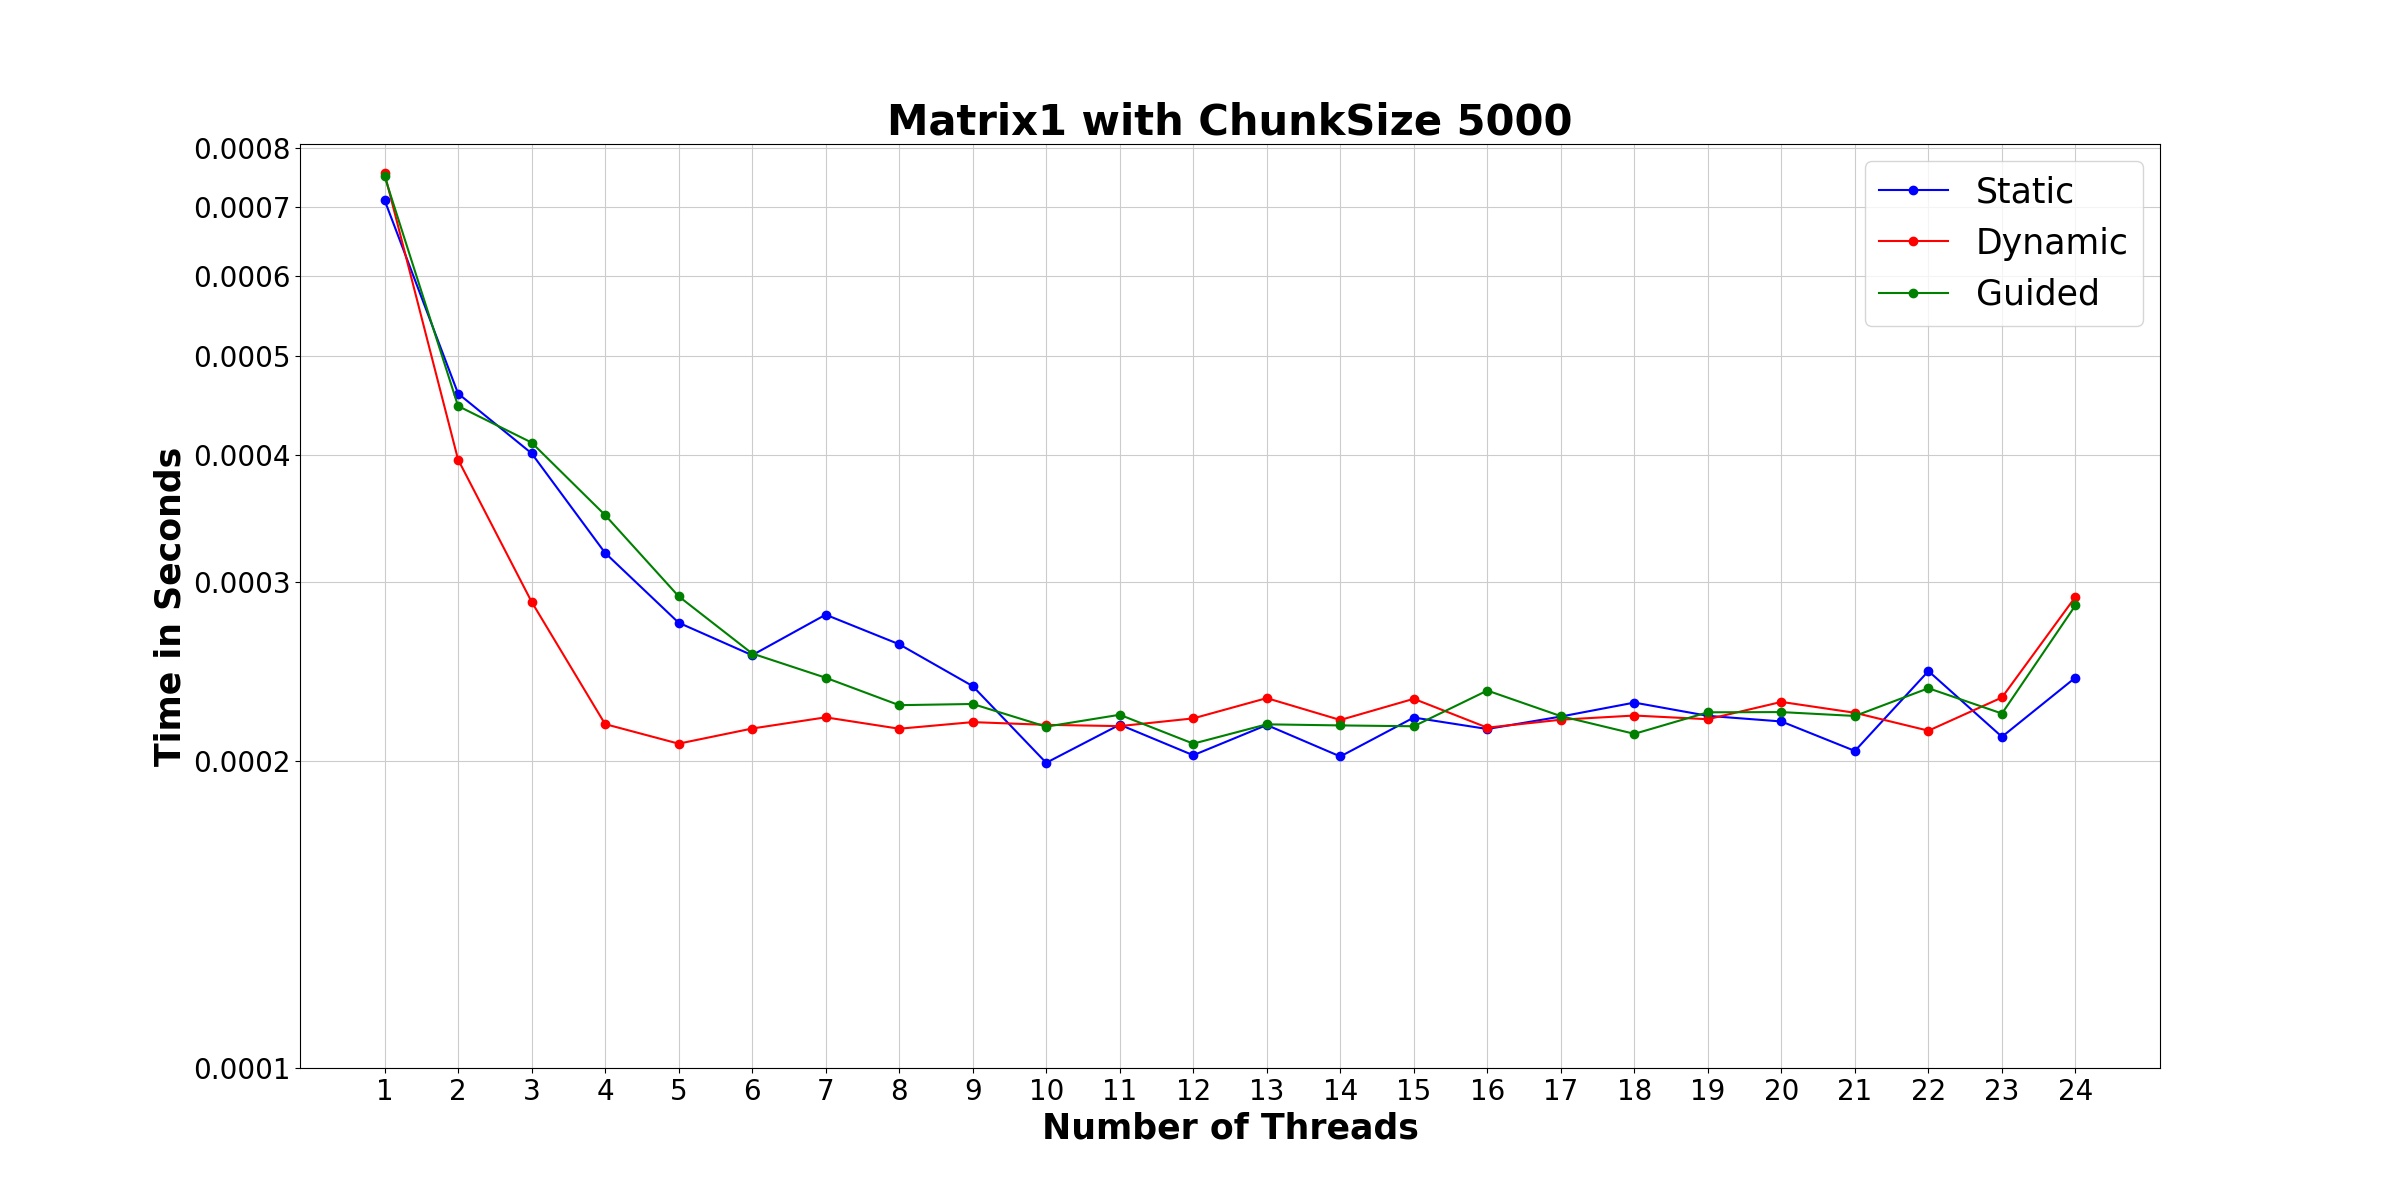 Matrix1 with ChunkSize 5000
0.0008
0.0007
0.0006
0.0005
0.0004
0.0003
0.0002
0.0001
Time in Seconds
Static
Dynamic
Guided
1 2 3 4 5 6 7 8 9 10 11 12 13 14 15 16 17 18 19 20 21 22 23 24
Number of Threads